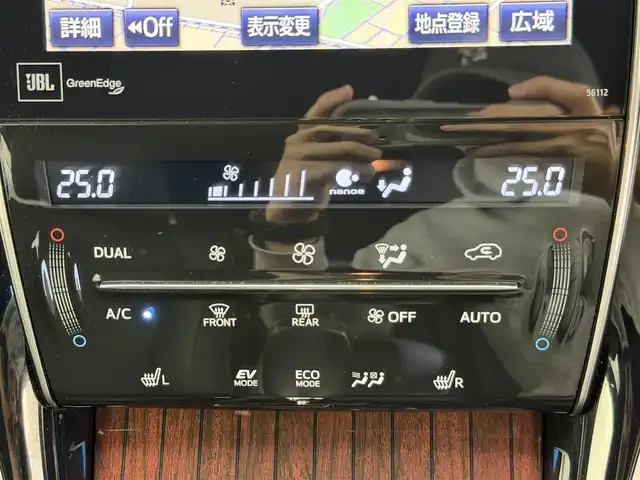 詳細 ◀◀Off 表示変更 地点登録 広域
JBL GreenEdge
56112
25.0 nanoe 25.0
DUAL
A/C FRONT REAR OFF AUTO
L EV MODE ECO MODE R